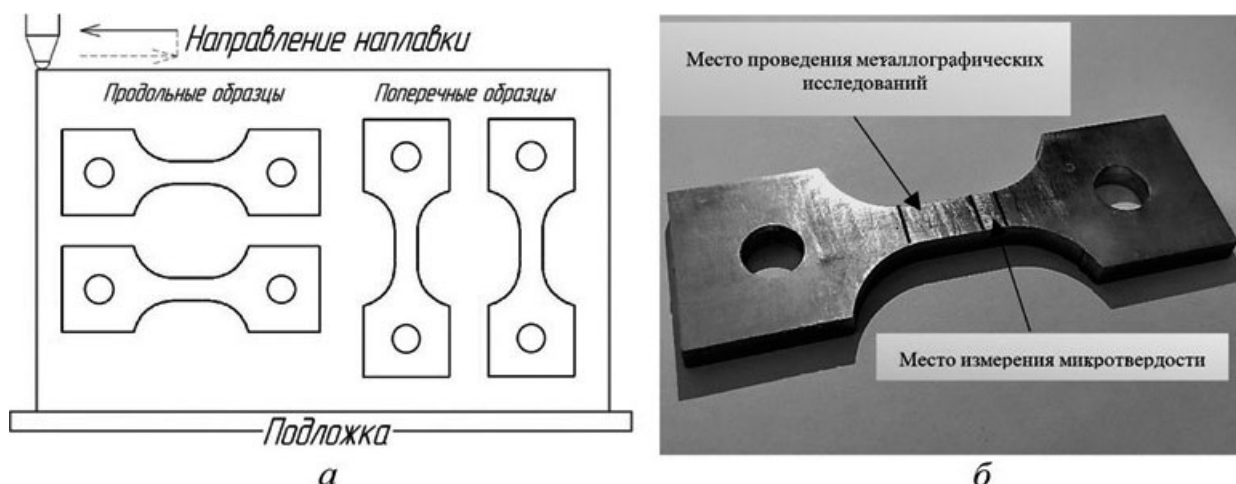 Направление наплавки
Продольные образцы
Поперечные образцы
Подложка
а
Место проведения металлографических
исследований
Место измерения микротвердости
б